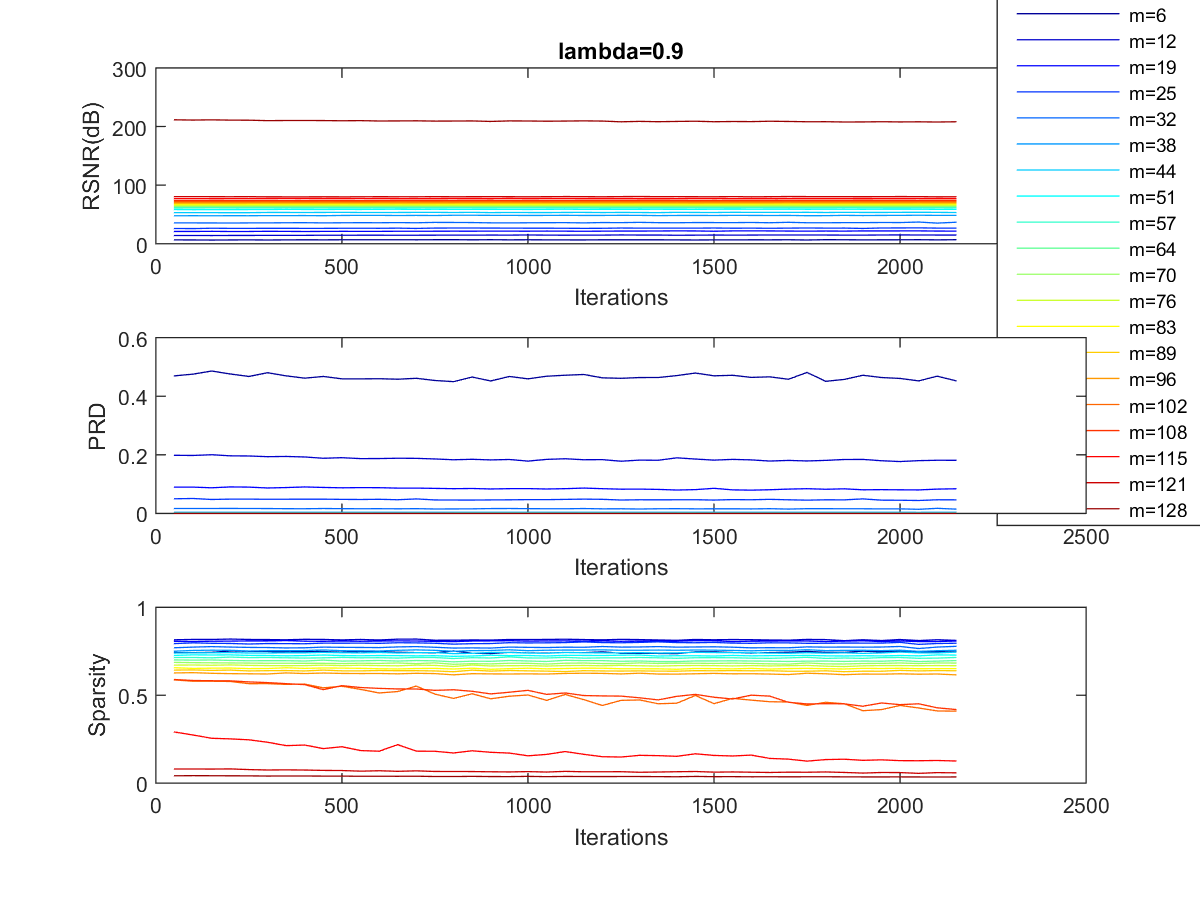 lambda=0.9
300
200
100
0
RSNR(dB)
0 500 1000 1500 2000
Iterations
0.6
0.4
0.2
0
PRD
0 500 1000 1500 2000 2500
Iterations
1
0.5
0
Sparsity
0 500 1000 1500 2000 2500
Iterations
m=6
m=12
m=19
m=25
m=32
m=38
m=44
m=51
m=57
m=64
m=70
m=76
m=83
m=89
m=96
m=102
m=108
m=115
m=121
m=128